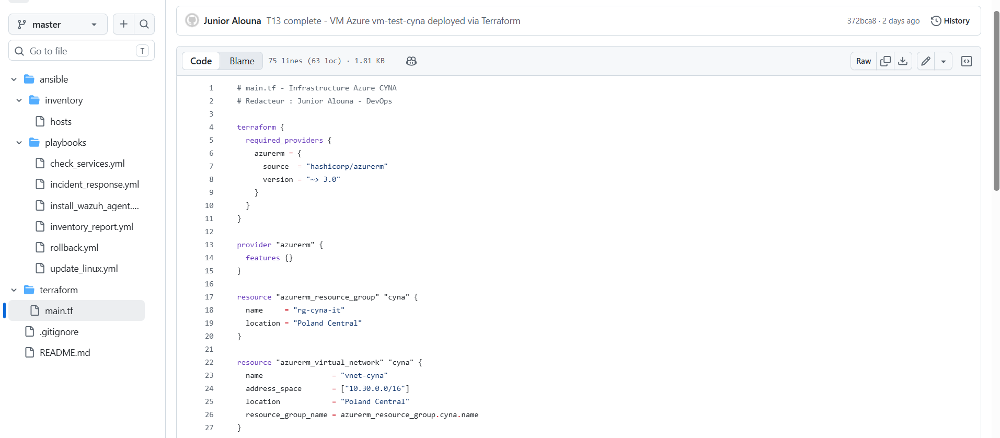 master
Go to file
T
ansible
inventory
hosts
playbooks
check_services.yml
incident_response.yml
install_wazuh_agent....
inventory_report.yml
rollback.yml
update_linux.yml
terraform
main.tf
.gitignore
README.md
Junior Alouna T13 complete - VM Azure vm-test-cyna deployed via Terraform
372bca8 · 2 days ago
History
Code Blame 75 lines (63 loc) · 1.81 KB
Raw
1 # main.tf - Infrastructure Azure CYNA
2 # Redacteur : Junior Alouna - DevOps
3
4 terraform {
5   required_providers {
6     azurerm = {
7       source  = "hashicorp/azurerm"
8       version = "~> 3.0"
9     }
10   }
11 }
12
13 provider "azurerm" {
14   features {}
15 }
16
17 resource "azurerm_resource_group" "cyna" {
18   name     = "rg-cyna-it"
19   location = "Poland Central"
20 }
21
22 resource "azurerm_virtual_network" "cyna" {
23   name                = "vnet-cyna"
24   address_space       = ["10.30.0.0/16"]
25   location            = "Poland Central"
26   resource_group_name = azurerm_resource_group.cyna.name
27 }